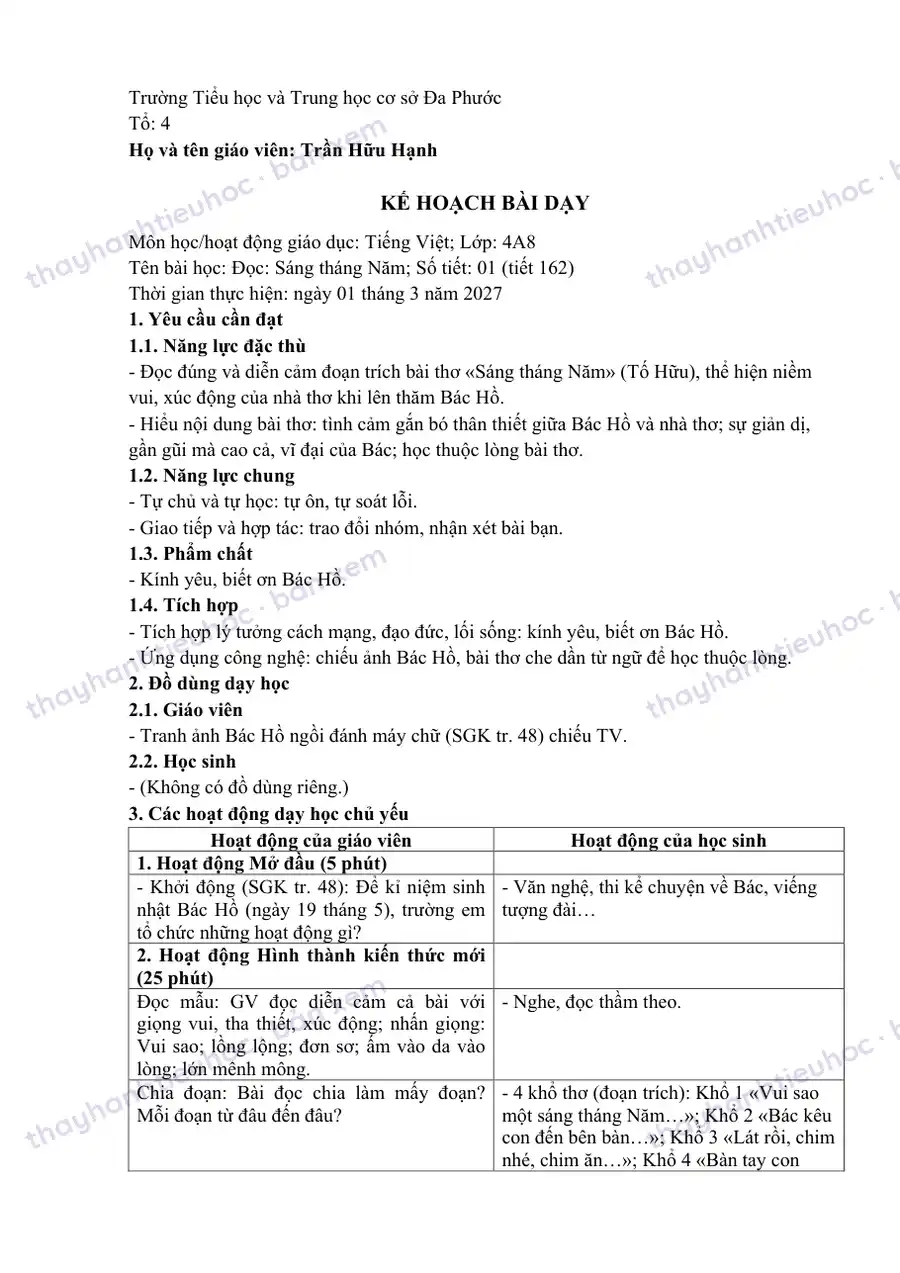 Trường Tiểu học và Trung học cơ sở Đa Phước
Tổ: 4
Họ và tên giáo viên: Trần Hữu Hạnh
KẾ HOẠCH BÀI DẠY
Môn học/hoạt động giáo dục: Tiếng Việt; Lớp: 4A8
Tên bài học: Đọc: Sáng tháng Năm; Số tiết: 01 (tiết 162)
Thời gian thực hiện: ngày 01 tháng 3 năm 2027
1. Yêu cầu cần đạt
1.1. Năng lực đặc thù
- Đọc đúng và diễn cảm đoạn trích bài thơ «Sáng tháng Năm» (Tố Hữu), thể hiện niềm
vui, xúc động của nhà thơ khi lên thăm Bác Hồ.
- Hiểu nội dung bài thơ: tình cảm gắn bó thân thiết giữa Bác Hồ và nhà thơ; sự giản dị,
gần gũi mà cao cả, vĩ đại của Bác; học thuộc lòng bài thơ.
1.2. Năng lực chung
- Tự chủ và tự học: tự ôn, tự soát lỗi.
- Giao tiếp và hợp tác: trao đổi nhóm, nhận xét bài bạn.
1.3. Phẩm chất
- Kính yêu, biết ơn Bác Hồ.
1.4. Tích hợp
- Tích hợp lý tưởng cách mạng, đạo đức, lối sống: kính yêu, biết ơn Bác Hồ.
- Ứng dụng công nghệ: chiếu ảnh Bác Hồ, bài thơ che dần từ ngữ để học thuộc lòng.
2. Đồ dùng dạy học
2.1. Giáo viên
- Tranh ảnh Bác Hồ ngồi đánh máy chữ (SGK tr. 48) chiếu TV.
2.2. Học sinh
- (Không có đồ dùng riêng.)
3. Các hoạt động dạy học chủ yếu
Hoạt động của giáo viên
Hoạt động của học sinh
1. Hoạt động Mở đầu (5 phút)
- Khởi động (SGK tr. 48): Để kỉ niệm sinh
nhật Bác Hồ (ngày 19 tháng 5), trường em
tổ chức những hoạt động gì?
- Văn nghệ, thi kể chuyện về Bác, viếng
tượng đài…
2. Hoạt động Hình thành kiến thức mới
(25 phút)
Đọc mẫu: GV đọc diễn cảm cả bài với
giọng vui, tha thiết, xúc động; nhấn giọng:
Vui sao; lồng lộng; đơn sơ; ấm vào da vào
lòng; lớn mênh mông.
- Nghe, đọc thầm theo.
Chia đoạn: Bài đọc chia làm mấy đoạn?
Mỗi đoạn từ đâu đến đâu?
- 4 khổ thơ (đoạn trích): Khổ 1 «Vui sao
một sáng tháng Năm…»; Khổ 2 «Bác kêu
con đến bên bàn…»; Khổ 3 «Lát rồi, chim
nhé, chim ăn…»; Khổ 4 «Bàn tay con
thayhanhtieuhoc · bản xem
thayhanhtieuhoc · b
thayhanhtieuhoc · bản xem
thayhanhtieuhoc · b
thayhanhtieuhoc · bản xem
thayhanhtieuhoc · b